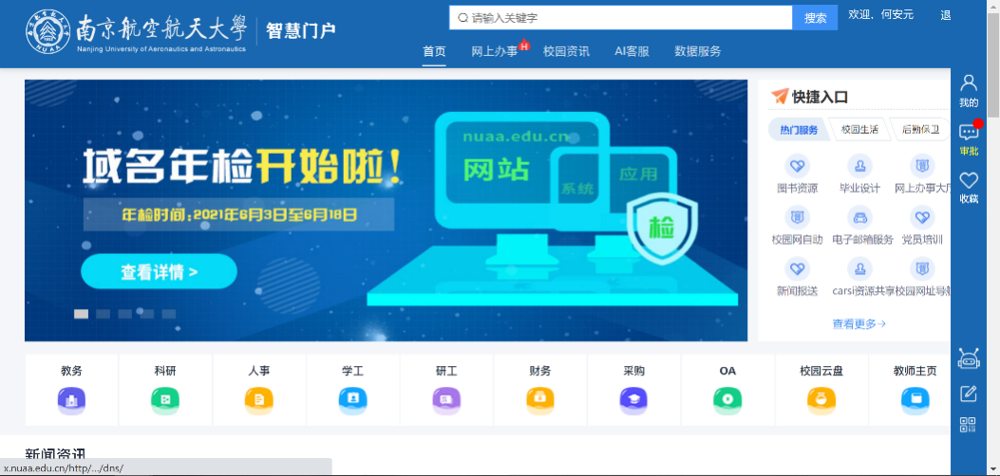 南京航空航天大學
Nanjing University of Aeronautics and Astronautics
智慧门户
请输入关键字
搜索
欢迎，何安元
退
首页
网上办事
H
校园资讯
AI客服
数据服务
域名年检开始啦！
年检时间：2021年6月3日至6月18日
查看详情 >
nuaa.edu.cn
网站
系统
应用
检
快捷入口
热门服务
校园生活
后勤保卫
图书资源
毕业设计
网上办事大厅
校园网自助
电子邮箱服务
党员培训
新闻报送
carsi资源共享
校园网址导航
查看更多→
我的
审批
收藏
教务
科研
人事
学工
研工
财务
采购
OA
校园云盘
教师主页
新闻资讯
x.nuaa.edu.cn/http/.../dns/